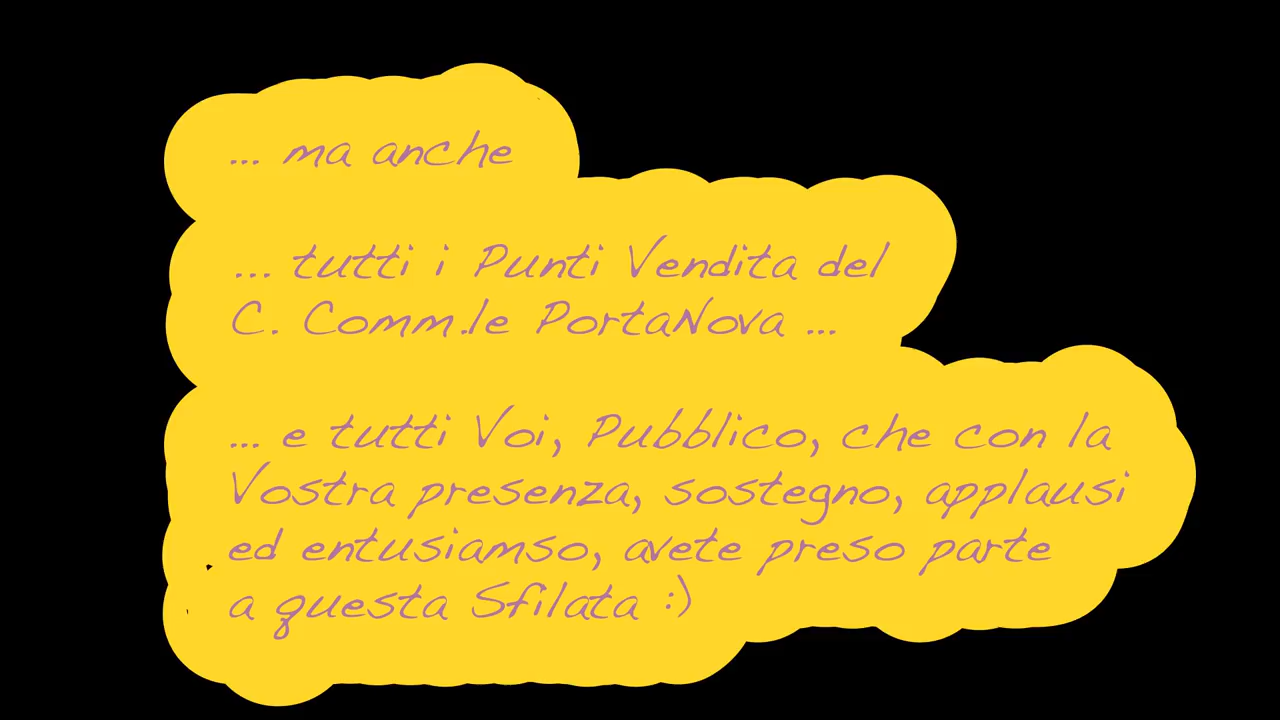 ... ma anche
... tutti i Punti Vendita del
C. Comm.le PortaNova ...
... e tutti Voi, Pubblico, che con la
Vostra presenza, sostegno, applausi
ed entusiamso, avete preso parte
a questa Sfilata :)